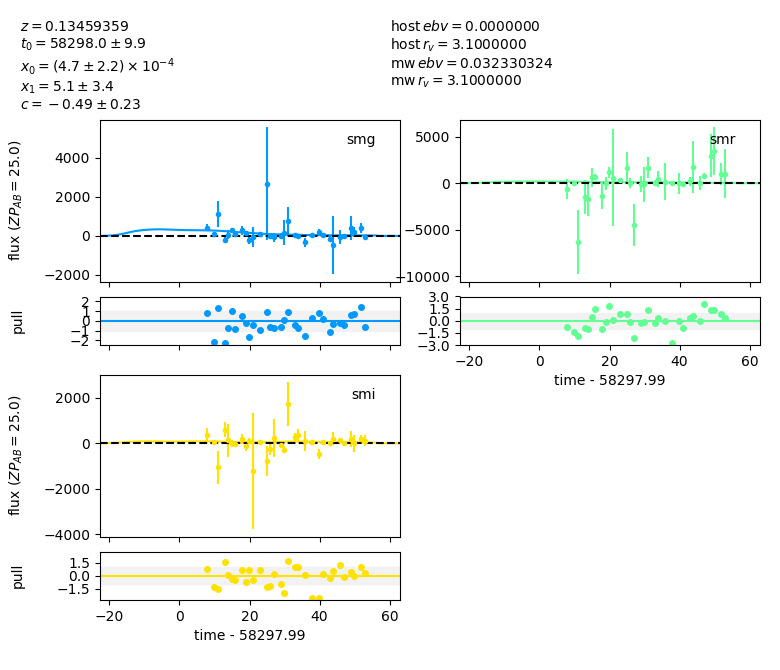 z = 0.13459359
t₀ = 58298.0 ± 9.9
x₀ = (4.7 ± 2.2) × 10⁻⁴
x₁ = 5.1 ± 3.4
c = −0.49 ± 0.23
host ebv = 0.0000000
host r_v = 3.1000000
mw ebv = 0.032330324
mw r_v = 3.1000000
smg
flux (ZP_AB = 25.0)
4000
2000
0
−2000
smr
5000
0
−5000
−10000
pull
2
1
0
−1
−2
3.0
1.5
0.0
−1.5
−3.0
−20 0 20 40 60
time - 58297.99
smi
flux (ZP_AB = 25.0)
2000
0
−2000
−4000
pull
1.5
0.0
−1.5
−20 0 20 40 60
time - 58297.99